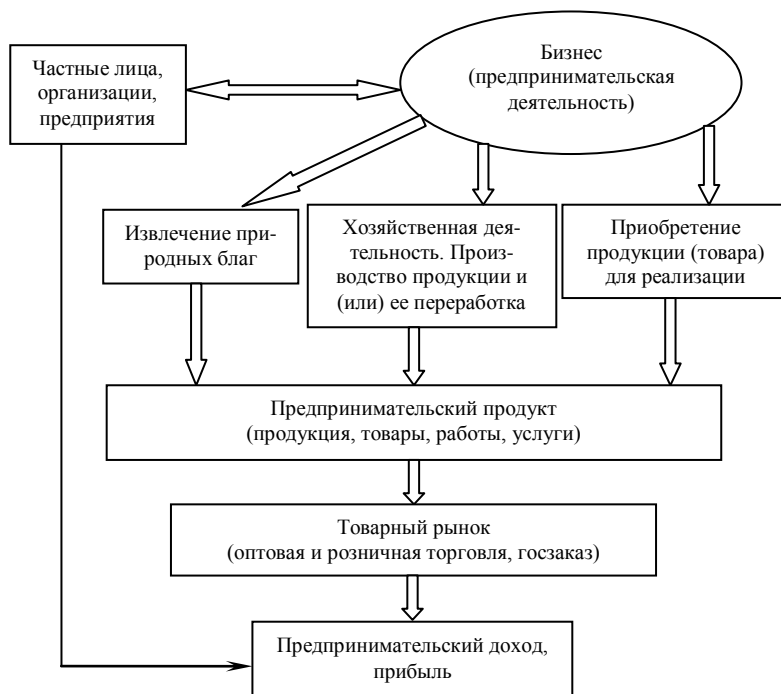 Частные лица,
организации,
предприятия
Бизнес
(предпринимательская
деятельность)
Извлечение при-
родных благ
Хозяйственная дея-
тельность. Произ-
водство продукции и
(или) ее переработка
Приобретение
продукции (товара)
для реализации
Предпринимательский продукт
(продукция, товары, работы, услуги)
Товарный рынок
(оптовая и розничная торговля, госзаказ)
Предпринимательский доход,
прибыль